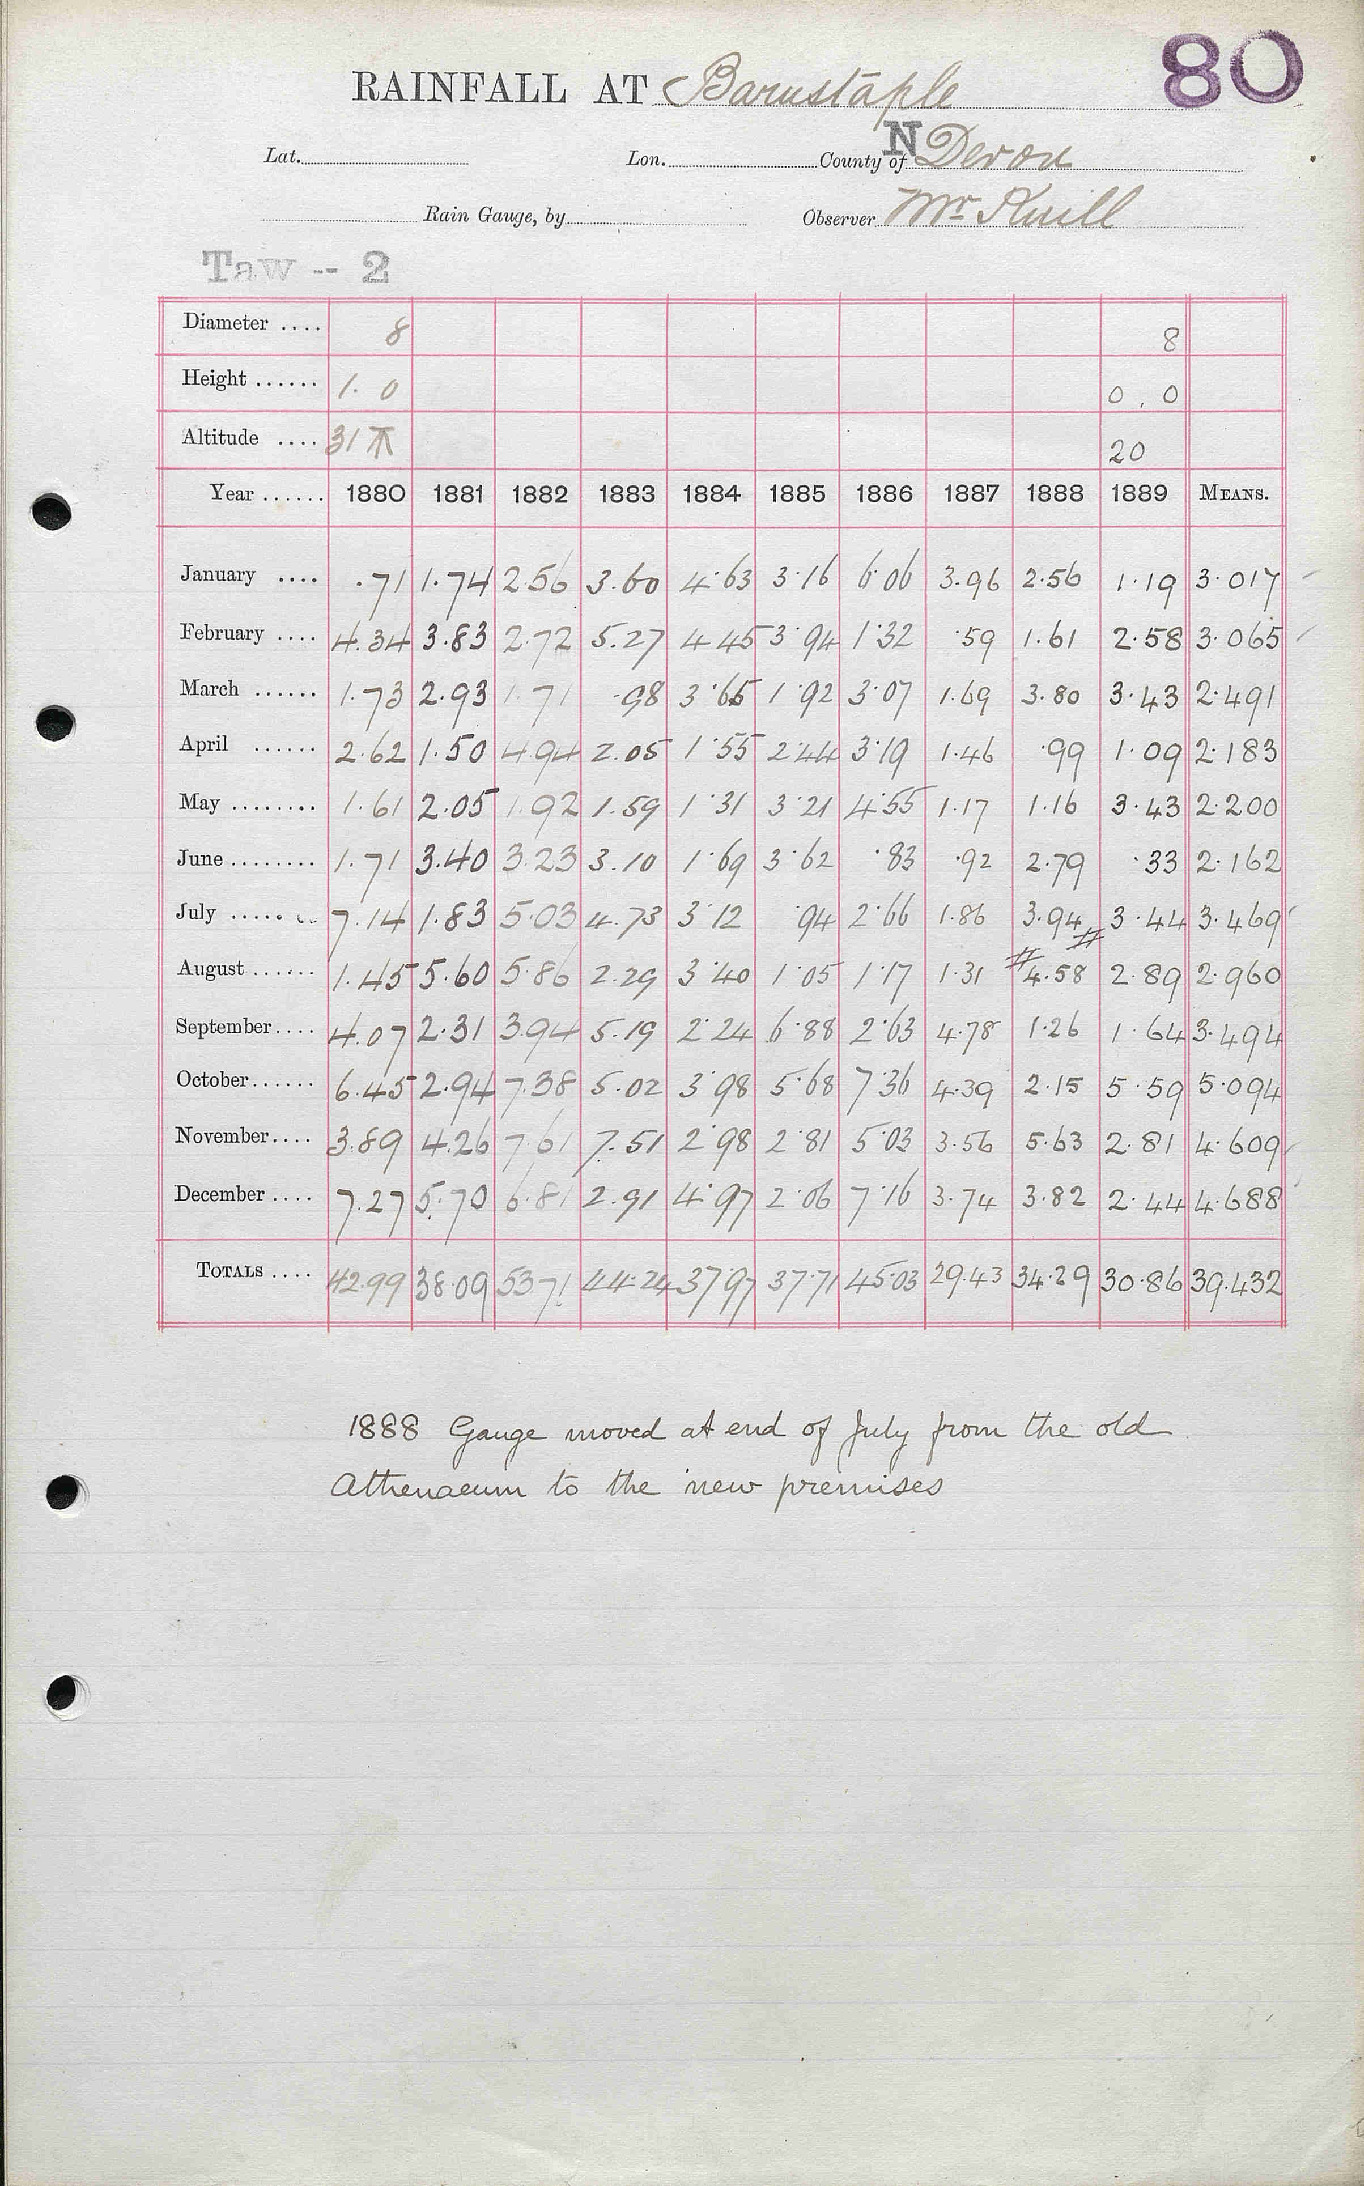 80
RAINFALL AT Barnstaple
Lat. Lon. County of N Devon
Rain Gauge, by Observer Mr. Knill
Taw -- 2
Diameter .... 8 8
Height ...... 1. 0 0. 0
Altitude .... 31 20
Year ...... 1880 1881 1882 1883 1884 1885 1886 1887 1888 1889 MEANS.
January .... .71 1.74 2.56 3.60 4.63 3.16 6.06 3.96 2.56 1.19 3.017
February .... 4.34 3.83 2.72 5.27 4.45 3.94 1.32 .59 1.61 2.58 3.065
March ...... 1.73 2.93 1.71 .98 3.65 1.92 3.07 1.69 3.80 3.43 2.491
April ...... 2.62 1.50 4.94 2.05 1.55 2.44 3.19 1.46 .99 1.09 2.183
May ........ 1.61 2.05 1.92 1.59 1.31 3.21 4.55 1.17 1.16 3.43 2.200
June ........ 1.71 3.40 3.23 3.10 1.69 3.62 .83 .92 2.79 .33 2.162
July ........ 7.14 1.83 5.03 4.73 3.12 .94 2.66 1.86 3.94 3.44 3.469
August ...... 1.45 5.60 5.86 2.29 3.40 1.05 1.17 1.31 4.58 2.89 2.960
September .... 4.07 2.31 3.94 5.19 2.24 6.88 2.63 4.78 1.26 1.64 3.494
October ...... 6.45 2.94 7.38 5.02 3.98 5.68 7.36 4.39 2.15 5.59 5.094
November .... 3.89 4.26 7.61 7.51 2.98 2.81 5.03 3.56 5.63 2.81 4.609
December .... 7.27 5.70 6.81 2.91 4.97 2.06 7.16 3.74 3.82 2.44 4.688
TOTALS .... 42.99 38.09 53.71 44.24 37.97 37.71 45.03 29.43 34.29 30.86 39.432
1888 Gauge moved at end of July from the old
Athenaeum to the new premises